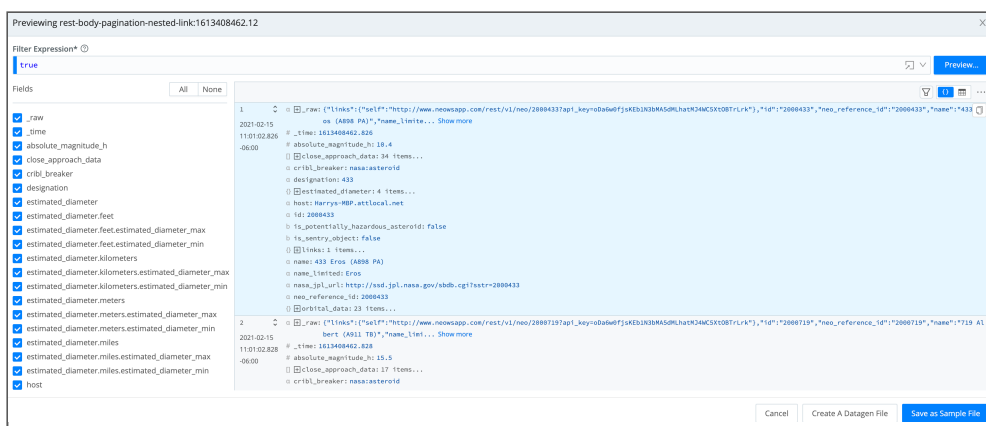 Previewing rest-body-pagination-nested-link:1613408462.12
Filter Expression*
true
Preview...
Fields
All None
_raw
_time
absolute_magnitude_h
close_approach_data
cribl_breaker
designation
estimated_diameter
estimated_diameter.feet
estimated_diameter.feet.estimated_diameter_max
estimated_diameter.feet.estimated_diameter_min
estimated_diameter.kilometers
estimated_diameter.kilometers.estimated_diameter_max
estimated_diameter.kilometers.estimated_diameter_min
estimated_diameter.meters
estimated_diameter.meters.estimated_diameter_max
estimated_diameter.meters.estimated_diameter_min
estimated_diameter.miles
estimated_diameter.miles.estimated_diameter_max
estimated_diameter.miles.estimated_diameter_min
host
1
2021-02-15
11:01:02.826
-06:00
α _raw: {"links":{"self":"http://www.neowsapp.com/rest/v1/neo/2000433?api_key=oDa6w0fjsKEb1N3bMA5dMLhatMJ4WC5XtOBTrLrk"},"id":"2000433","neo_reference_id":"2000433","name":"433
os (A898 PA)","name_limite... Show more
# _time: 1613408462.826
# absolute_magnitude_h: 10.4
[] close_approach_data: 34 items...
α cribl_breaker: nasa:asteroid
α designation: 433
{} estimated_diameter: 4 items...
α host: Harrys-MBP.attlocal.net
α id: 2000433
b is_potentially_hazardous_asteroid: false
b is_sentry_object: false
{} links: 1 items...
α name: 433 Eros (A898 PA)
α name_limited: Eros
α nasa_jpl_url: http://ssd.jpl.nasa.gov/sbdb.cgi?sstr=2000433
α neo_reference_id: 2000433
{} orbital_data: 23 items...
2
2021-02-15
11:01:02.828
-06:00
α _raw: {"links":{"self":"http://www.neowsapp.com/rest/v1/neo/2000719?api_key=oDa6w0fjsKEb1N3bMA5dMLhatMJ4WC5XtOBTrLrk"},"id":"2000719","neo_reference_id":"2000719","name":"719 Al
bert (A911 TB)","name_limi... Show more
# _time: 1613408462.828
# absolute_magnitude_h: 15.5
[] close_approach_data: 17 items...
α cribl_breaker: nasa:asteroid
Cancel
Create A Datagen File
Save as Sample File